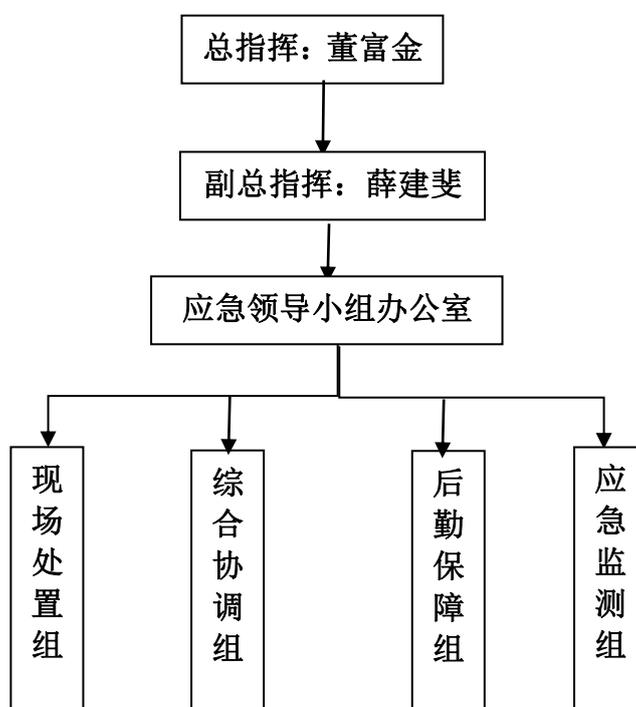 总指挥：董富金
副总指挥：薛建斐
应急领导小组办公室
现场处置组
综合协调组
后勤保障组
应急监测组